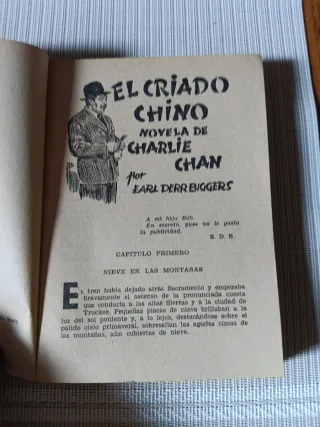 EL CRIADO
CHINO
NOVELA DE
CHARLIE
CHAN
por
EARL DERR BIGGERS
A mi hijo Bob.
En secreto, pues no le gusta
la publicidad.
E. D. B.
CAPITULO PRIMERO
NIEVE EN LAS MONTAÑAS
EL tren había dejado atrás Sacramento y empezaba
bravamente el ascenso de la pronunciada cuesta
que conducía a las altas Sierras y a la ciudad de
Truckee. Pequeñas placas de nieve brillaban a la
luz del sol poniente y, a lo lejos, destacándose sobre el
pálido cielo primaveral, sobresalían las agudas cimas de
los montañas, aún cubiertas de nieve.